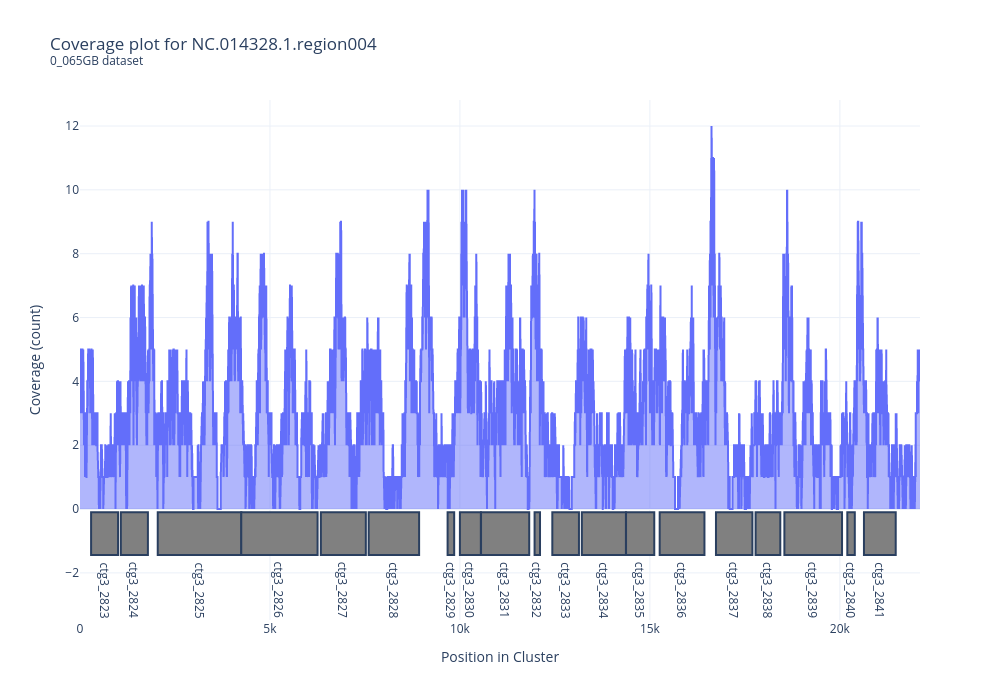 Coverage plot for NC.014328.1.region004
0_065GB dataset
Coverage (count)
12
10
8
6
4
2
0
−2
ctg3_2823
ctg3_2824
ctg3_2825
ctg3_2826
ctg3_2827
ctg3_2828
ctg3_2829
ctg3_2830
ctg3_2831
ctg3_2832
ctg3_2833
ctg3_2834
ctg3_2835
ctg3_2836
ctg3_2837
ctg3_2838
ctg3_2839
ctg3_2840
ctg3_2841
0 5k 10k 15k 20k
Position in Cluster